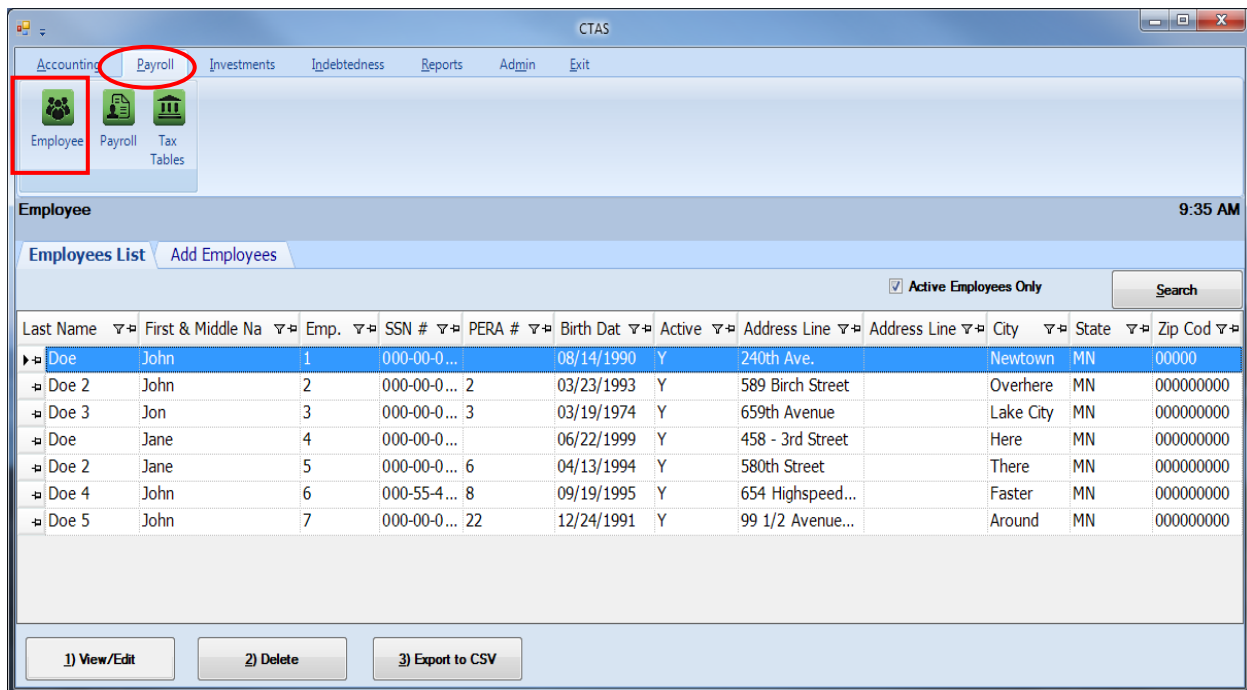 CTAS
Accounting Payroll Investments Indebtedness Reports Admin Exit
Employee Payroll Tax
Tables
Employee 9:35 AM
Employees List Add Employees
Active Employees Only Search
Last Name First & Middle Na Emp. SSN # PERA # Birth Dat Active Address Line Address Line City State Zip Cod
Doe John 1 000-00-0... 08/14/1990 Y 240th Ave. Newtown MN 00000
Doe 2 John 2 000-00-0... 2 03/23/1993 Y 589 Birch Street Overhere MN 000000000
Doe 3 Jon 3 000-00-0... 3 03/19/1974 Y 659th Avenue Lake City MN 000000000
Doe Jane 4 000-00-0... 06/22/1999 Y 458 - 3rd Street Here MN 000000000
Doe 2 Jane 5 000-00-0... 6 04/13/1994 Y 580th Street There MN 000000000
Doe 4 John 6 000-55-4... 8 09/19/1995 Y 654 Highspeed... Faster MN 000000000
Doe 5 John 7 000-00-0... 22 12/24/1991 Y 99 1/2 Avenue... Around MN 000000000
1) View/Edit 2) Delete 3) Export to CSV